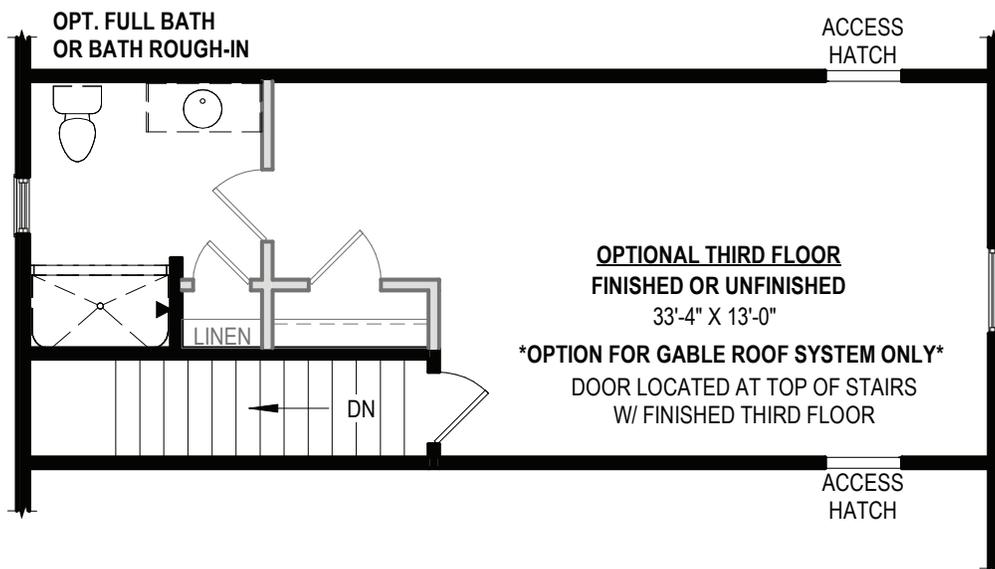 OPT. FULL BATH
OR BATH ROUGH-IN
ACCESS
HATCH
OPTIONAL THIRD FLOOR
FINISHED OR UNFINISHED
33'-4" X 13'-0"
*OPTION FOR GABLE ROOF SYSTEM ONLY*
DOOR LOCATED AT TOP OF STAIRS
W/ FINISHED THIRD FLOOR
LINEN
DN
ACCESS
HATCH